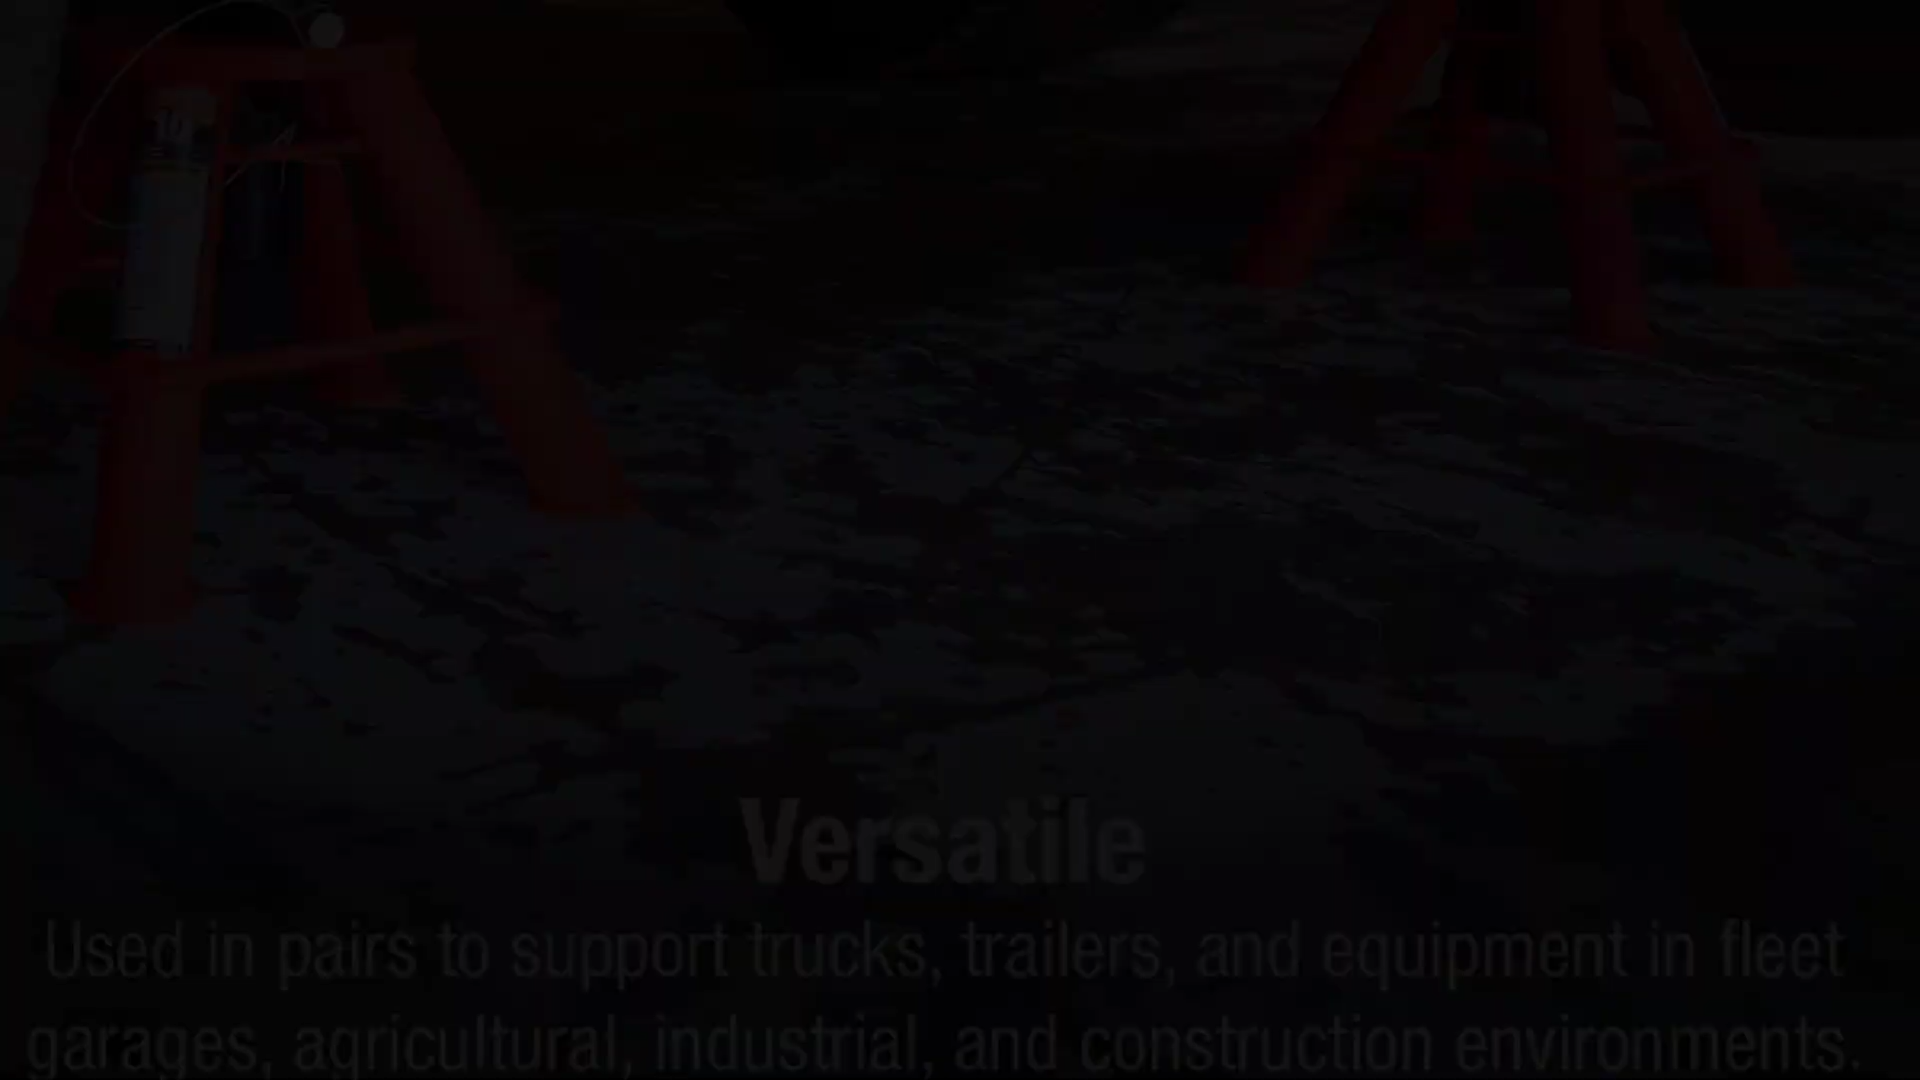 Versatile
Used in pairs to support trucks, trailers, and equipment in fleet
garages, agricultural, industrial, and construction environments.